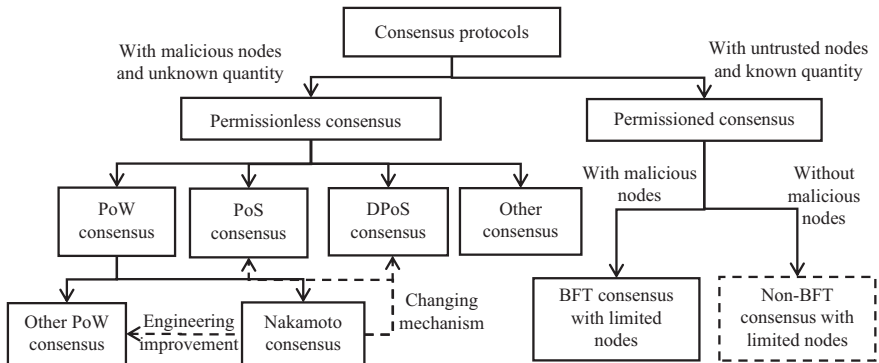 Consensus protocols
With malicious nodes
and unknown quantity
With untrusted nodes
and known quantity
Permissionless consensus
Permissioned consensus
With malicious
nodes
Without
malicious
nodes
PoW
consensus
PoS
consensus
DPoS
consensus
Other
consensus
Other PoW
consensus
Engineering
improvement
Nakamoto
consensus
Changing
mechanism
BFT consensus
with limited
nodes
Non-BFT
consensus with
limited nodes